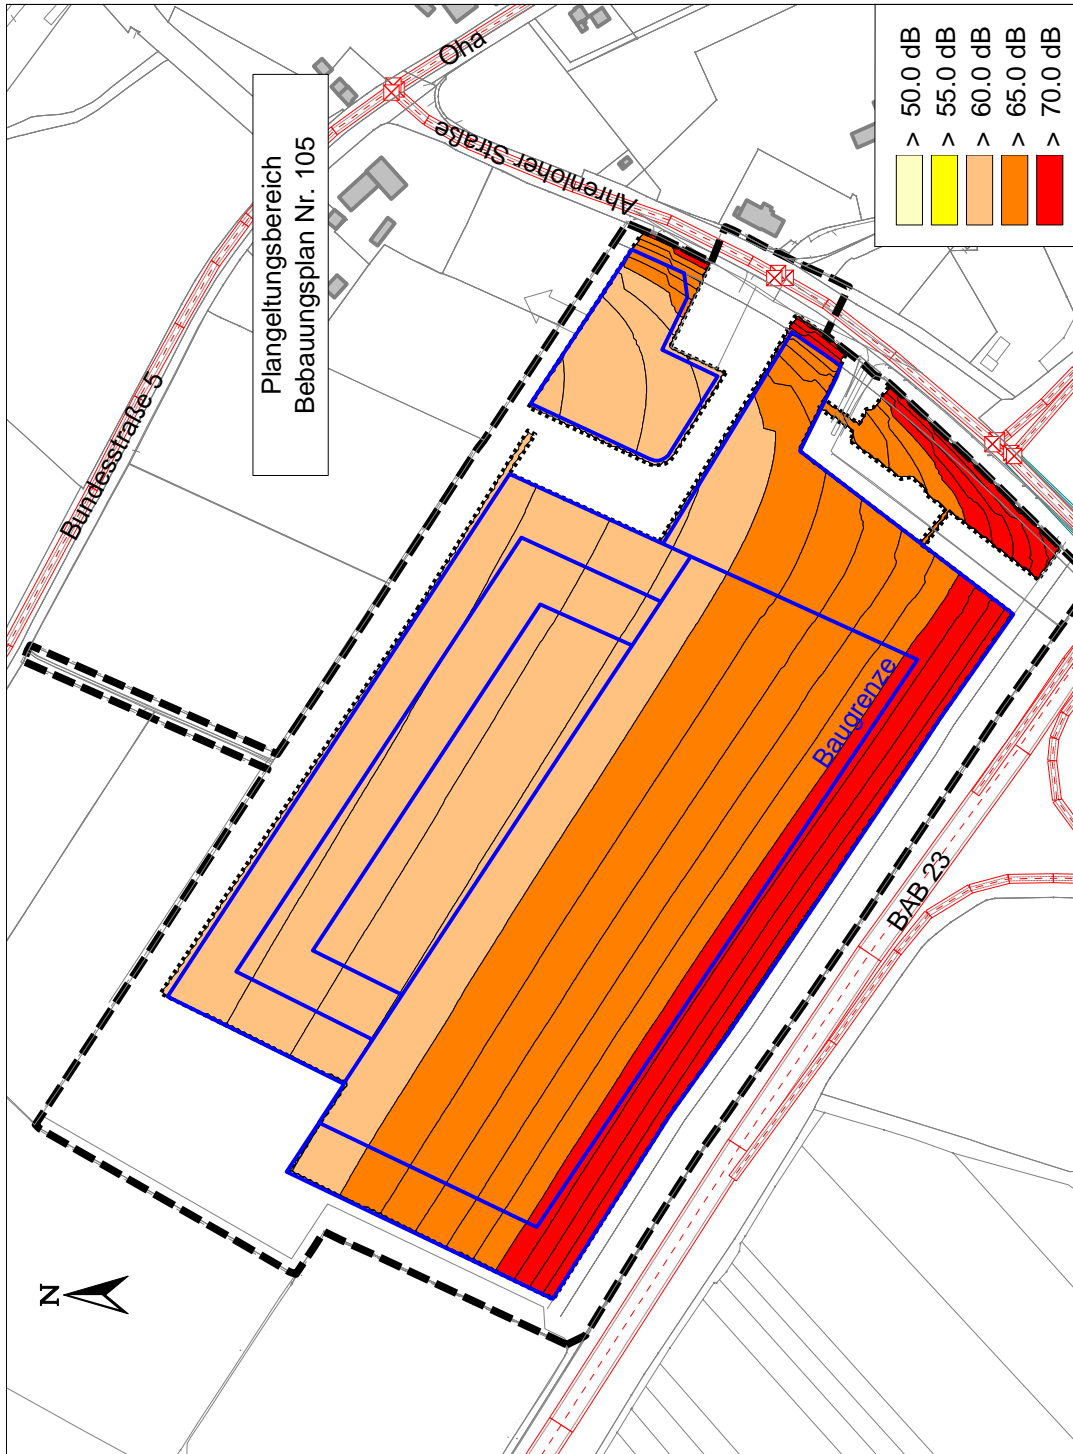 Plangeltungsbereich
Bebauungsplan Nr. 105
Oha
Ahrenloher Straße
Bundesstraße 5
Baugrenze
BAB 23
N
> 50.0 dB
> 55.0 dB
> 60.0 dB
> 65.0 dB
> 70.0 dB